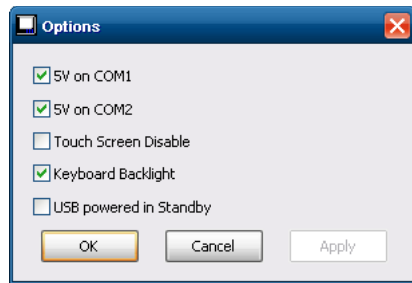 Options
5V on COM1
5V on COM2
Touch Screen Disable
Keyboard Backlight
USB powered in Standby
OK Cancel Apply